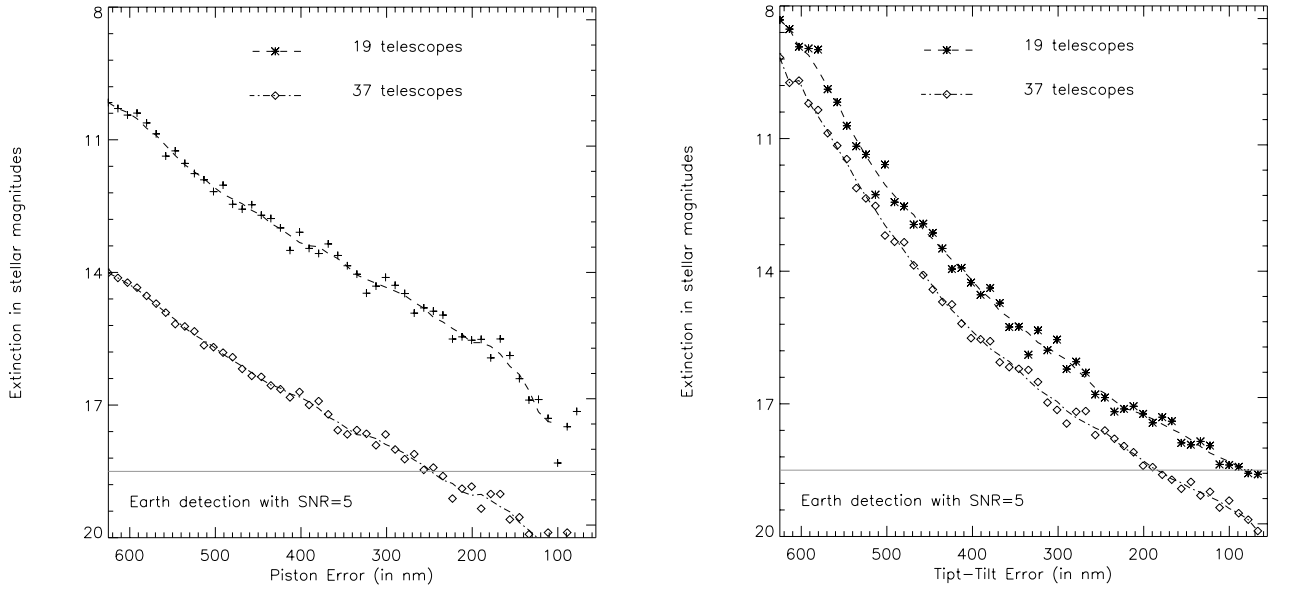 8
11
14
17
20
Extinction in stellar magnitudes
19 telescopes
37 telescopes
Earth detection with SNR=5
600 500 400 300 200 100
Piston Error (in nm)
8
11
14
17
20
Extinction in stellar magnitudes
19 telescopes
37 telescopes
Earth detection with SNR=5
600 500 400 300 200 100
Tipt-Tilt Error (in nm)